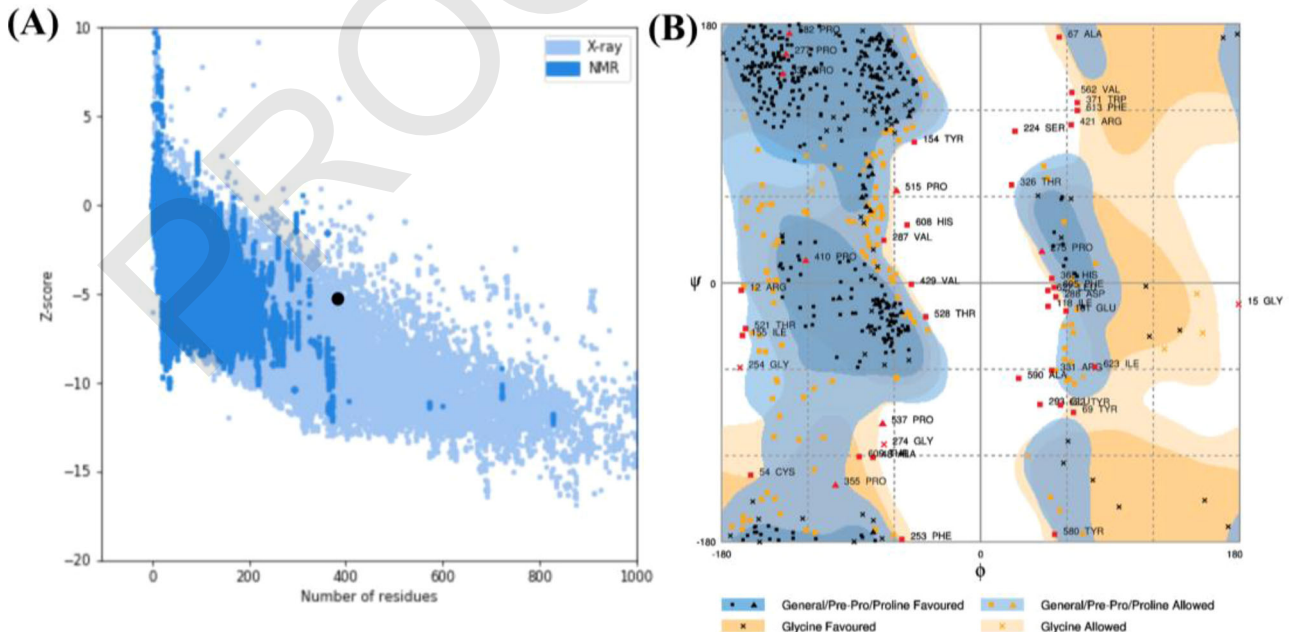 (A)
10
5
0
-5
-10
-15
-20
Z-score
0 200 400 600 800 1000
Number of residues
X-ray
NMR
PRO
(B)
180
0
-180
ψ
-180 0 180
ϕ
67 ALA
562 VAL
371 TRP
613 PHE
421 ARG
224 SER
154 TYR
326 THR
515 PRO
608 HIS
287 VAL
275 PRO
410 PRO
429 VAL
12 ARG
15 GLY
528 THR
521 THR
155 ILE
254 GLY
331 ARG
623 ILE
590 ALA
69 TYR
537 PRO
274 GLY
54 CYS
355 PRO
580 TYR
253 PHE
General/Pre-Pro/Proline Favoured
General/Pre-Pro/Proline Allowed
Glycine Favoured
Glycine Allowed